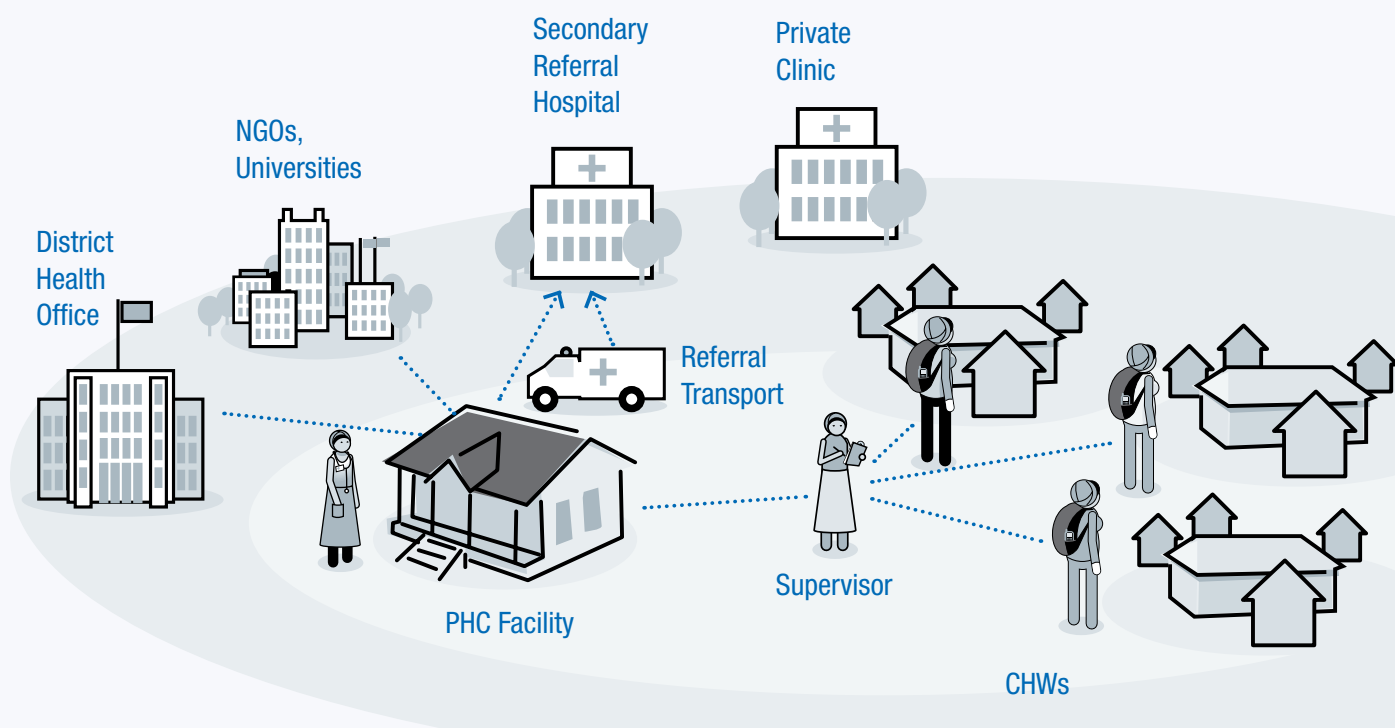 Secondary
Referral
Hospital
Private
Clinic
NGOs,
Universities
District
Health
Office
Referral
Transport
Supervisor
PHC Facility
CHWs